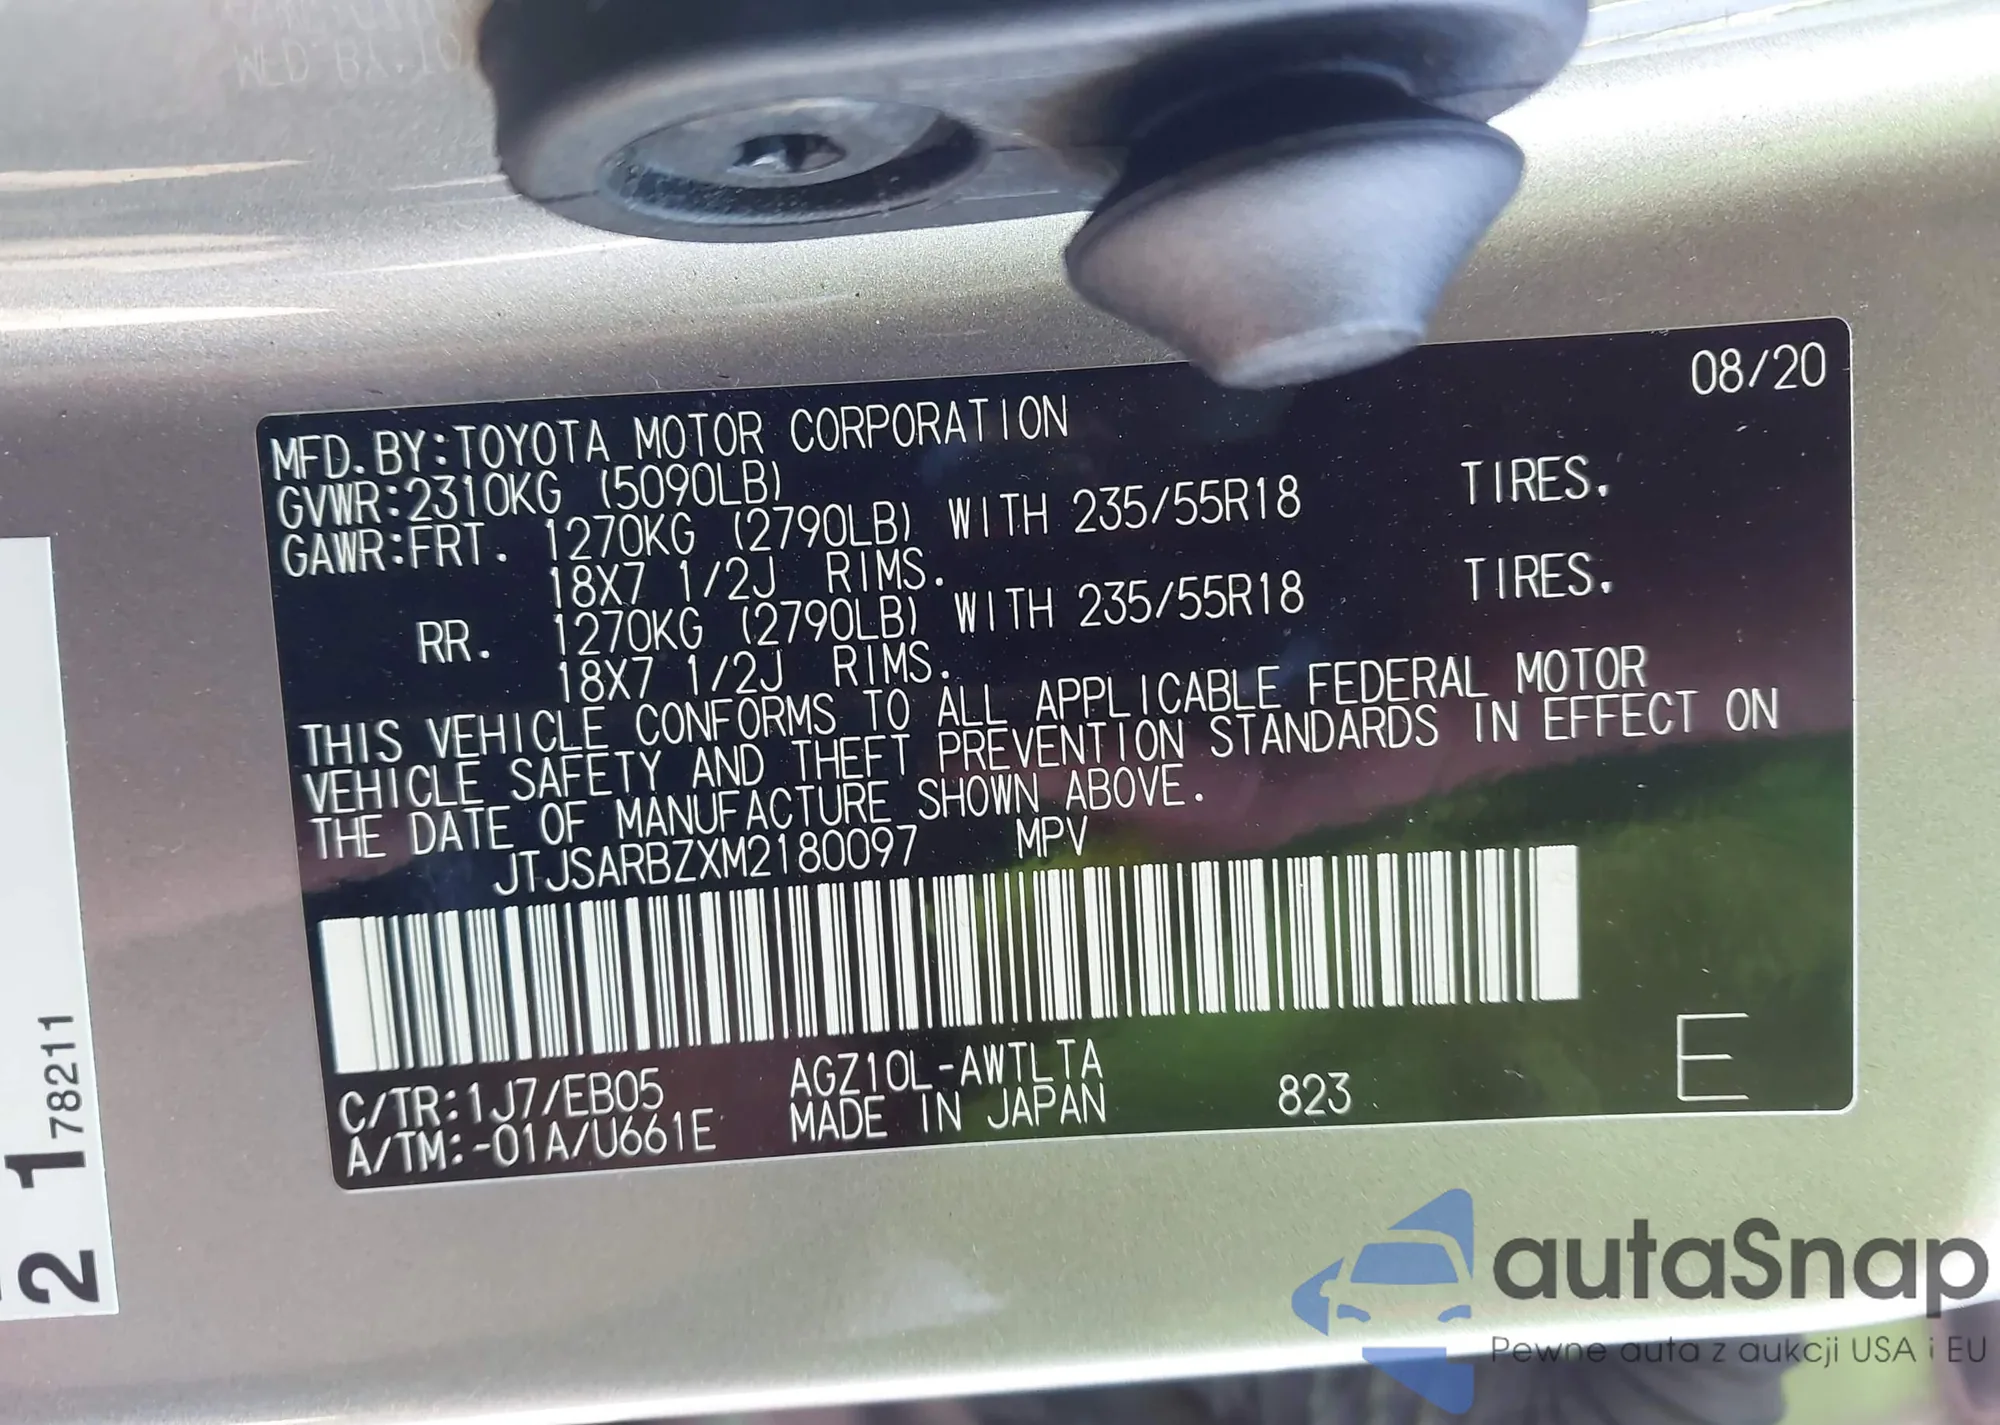 WED BX.10
08/20
MFD.BY:TOYOTA MOTOR CORPORATION
GVWR:2310KG (5090LB)
GAWR:FRT. 1270KG (2790LB) WITH 235/55R18 TIRES.
18X7 1/2J RIMS.
RR. 1270KG (2790LB) WITH 235/55R18 TIRES.
18X7 1/2J RIMS.
THIS VEHICLE CONFORMS TO ALL APPLICABLE FEDERAL MOTOR
VEHICLE SAFETY AND THEFT PREVENTION STANDARDS IN EFFECT ON
THE DATE OF MANUFACTURE SHOWN ABOVE.
JTJSARBZXM2180097 MPV
C/TR:1J7/EB05 AGZ10L-AWTLTA
A/TM:-01A/U661E MADE IN JAPAN 823 E
2 178211
autaSnap
Pewne auta z aukcji USA i EU